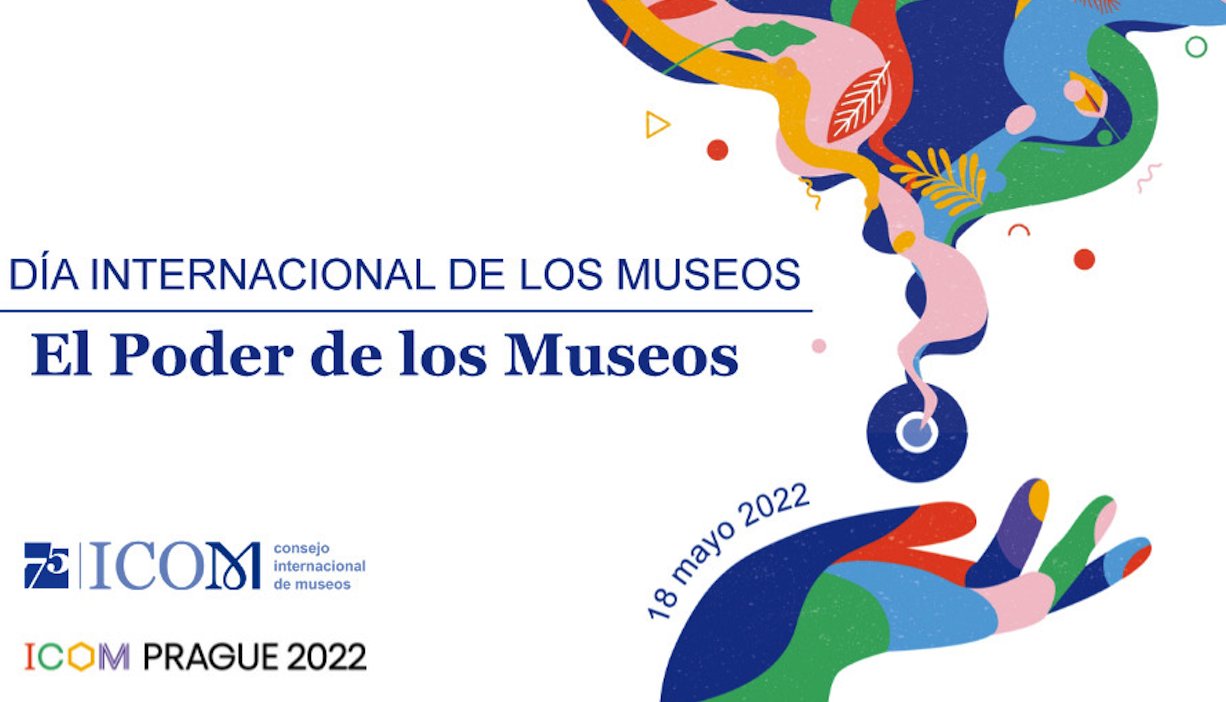 DÍA INTERNACIONAL DE LOS MUSEOS
El Poder de los Museos
18 mayo 2022
75 ICOM
consejo
internacional
de museos
ICOM PRAGUE 2022